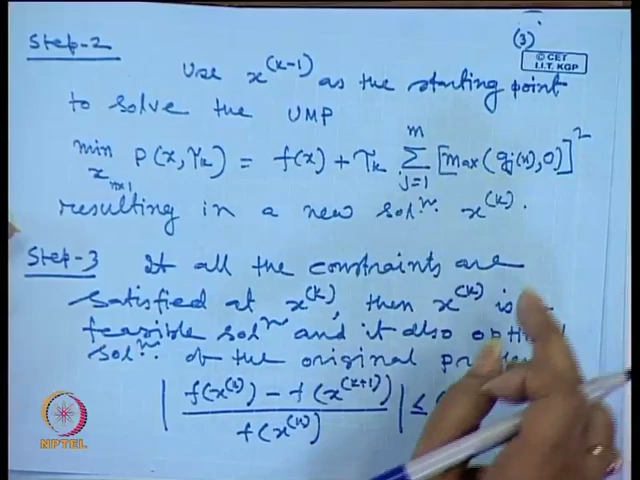 (3)
© CET
I.I.T. KGP
Step-2
Use x^(k-1) as the starting point
to solve the UMP
min_{x_{n×1}} P(x, r_k) = f(x) + r_k ∑_{j=1}^{m} [max(g_j(x), 0)]^2
resulting in a new sol^n. x^(k).
Step-3 If all the constraints are
satisfied at x^(k), then x^(k) is
feasible sol^n and it also
sol^n. of the original
| (f(x^(k)) - f(x^(k+1))) / f(x^(k)) | ≤
NPTEL